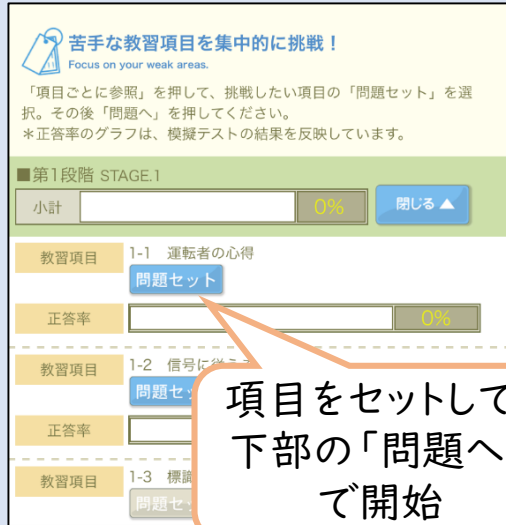 苦手な教習項目を集中的に挑戦！
Focus on your weak areas.
「項目ごとに参照」を押して、挑戦したい項目の「問題セット」を選
択。その後「問題へ」を押してください。
＊正答率のグラフは、模擬テストの結果を反映しています。
■第1段階 STAGE.1
小計 0% 閉じる▲
教習項目 1-1 運転者の心得
問題セット
正答率 0%
教習項目 1-2 信号に
問題セ
正答率
教習項目 1-3 標識
問題セ
項目をセットして
下部の「問題へ
で開始